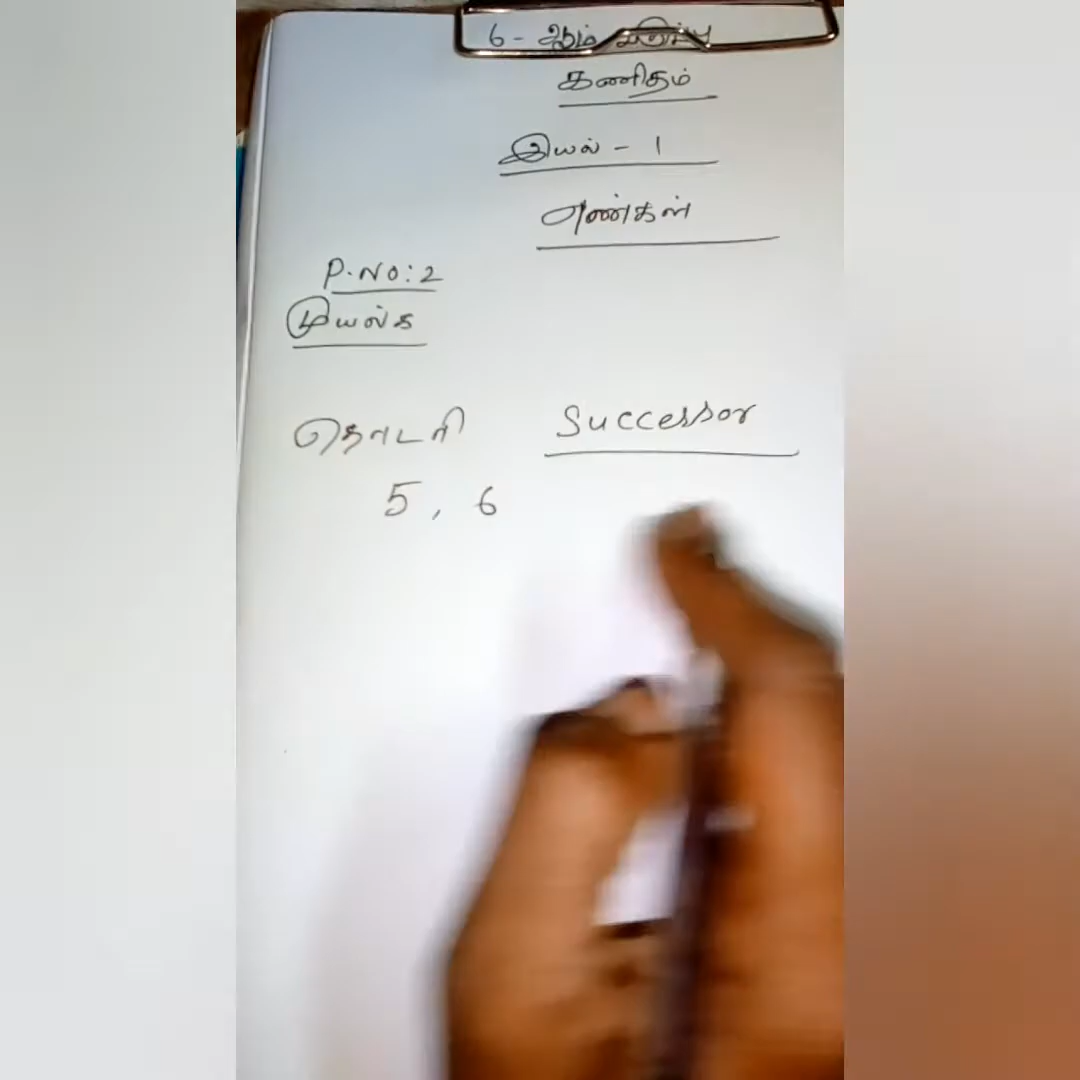 6 - ஆம் வகுப்பு
கணிதம்
இயல் - 1
எண்கள்
P.NO:2
முயல்க
தொடரி Successor
5, 6